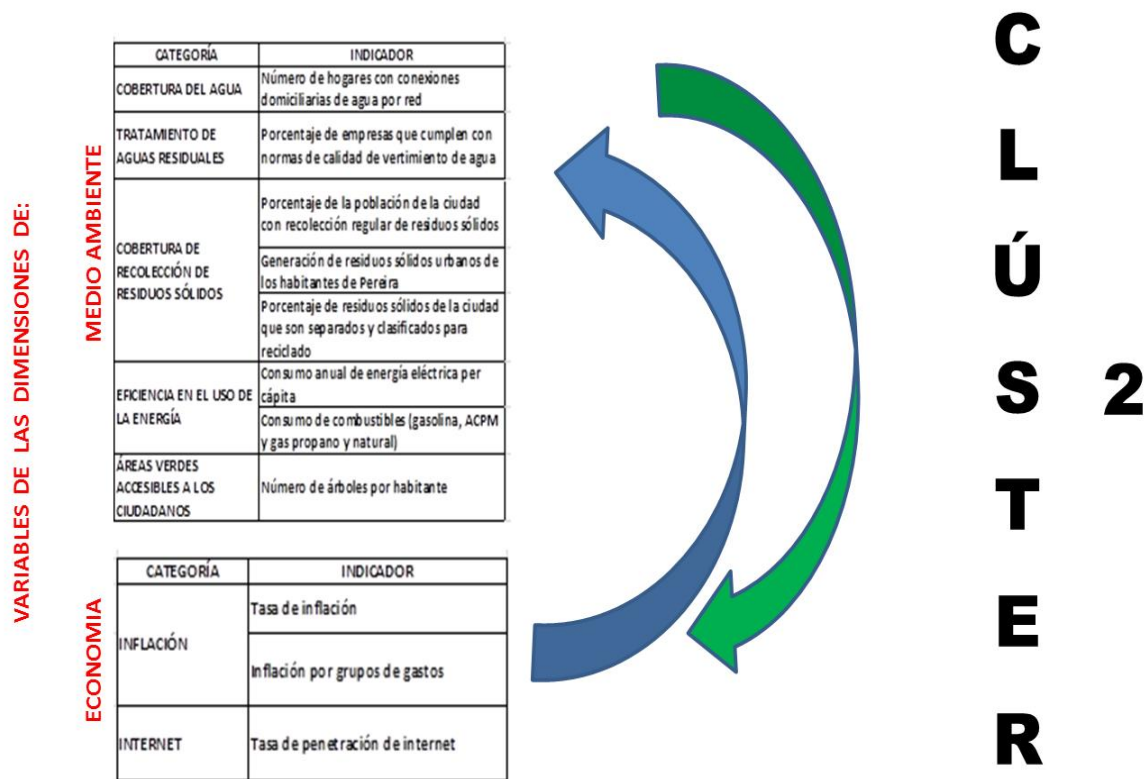 VARIABLES DE LAS DIMENSIONES DE:
MEDIO AMBIENTE
CATEGORÍA
INDICADOR
COBERTURA DEL AGUA
Número de hogares con conexiones
domiciliarias de agua por red
TRATAMIENTO DE
AGUAS RESIDUALES
Porcentaje de empresas que cumplen con
normas de calidad de vertimiento de agua
COBERTURA DE
RECOLECCIÓN DE
RESIDUOS SÓLIDOS
Porcentaje de la población de la ciudad
con recolección regular de residuos sólidos
Generación de residuos sólidos urbanos de
los habitantes de Pereira
Porcentaje de residuos sólidos de la ciudad
que son separados y clasificados para
reciclado
EFICIENCIA EN EL USO DE
LA ENERGÍA
Consumo anual de energía eléctrica per
cápita
Consumo de combustibles (gasolina, ACPM
y gas propano y natural)
ÁREAS VERDES
ACCESIBLES A LOS
CIUDADANOS
Número de árboles por habitante
ECONOMIA
CATEGORÍA
INDICADOR
INFLACIÓN
Tasa de inflación
Inflación por grupos de gastos
INTERNET
Tasa de penetración de internet
C
L
Ú
S
T
E
R
2